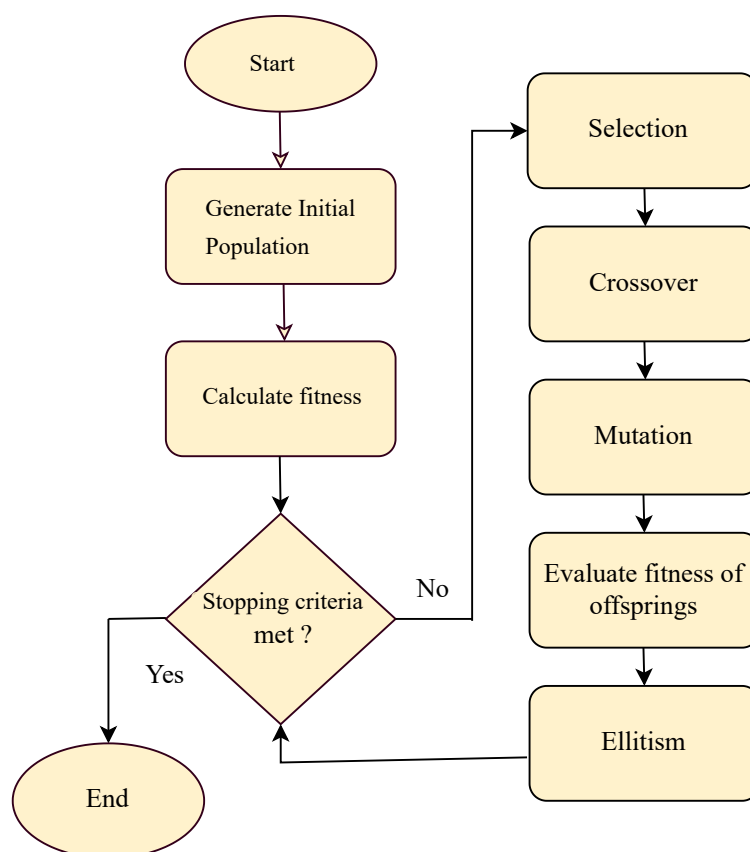 Start
Generate Initial
Population
Calculate fitness
Stopping criteria
met ?
Yes
No
End
Selection
Crossover
Mutation
Evaluate fitness of
offsprings
Ellitism